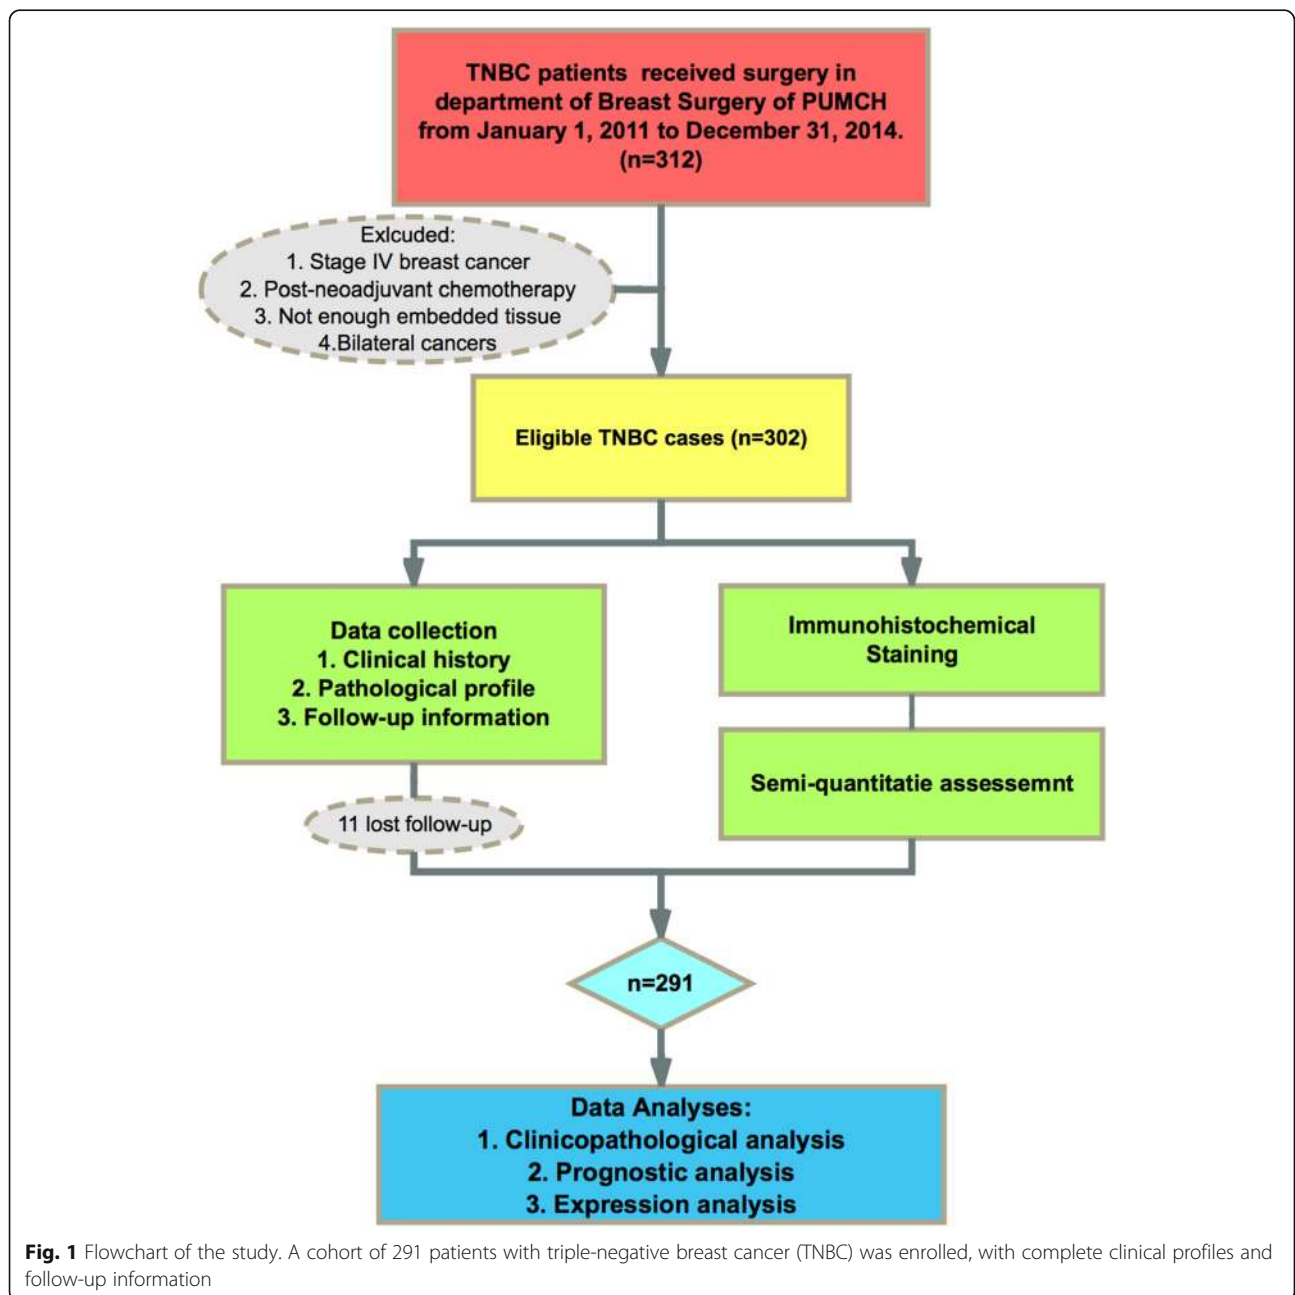 TNBC patients received surgery in
department of Breast Surgery of PUMCH
from January 1, 2011 to December 31, 2014.
(n=312)
Exlcuded:
1. Stage IV breast cancer
2. Post-neoadjuvant chemotherapy
3. Not enough embedded tissue
4.Bilateral cancers
Eligible TNBC cases (n=302)
Data collection
1. Clinical history
2. Pathological profile
3. Follow-up information
Immunohistochemical
Staining
Semi-quantitatie assessemnt
11 lost follow-up
n=291
Data Analyses:
1. Clinicopathological analysis
2. Prognostic analysis
3. Expression analysis
Fig. 1 Flowchart of the study. A cohort of 291 patients with triple-negative breast cancer (TNBC) was enrolled, with complete clinical profiles and
follow-up information